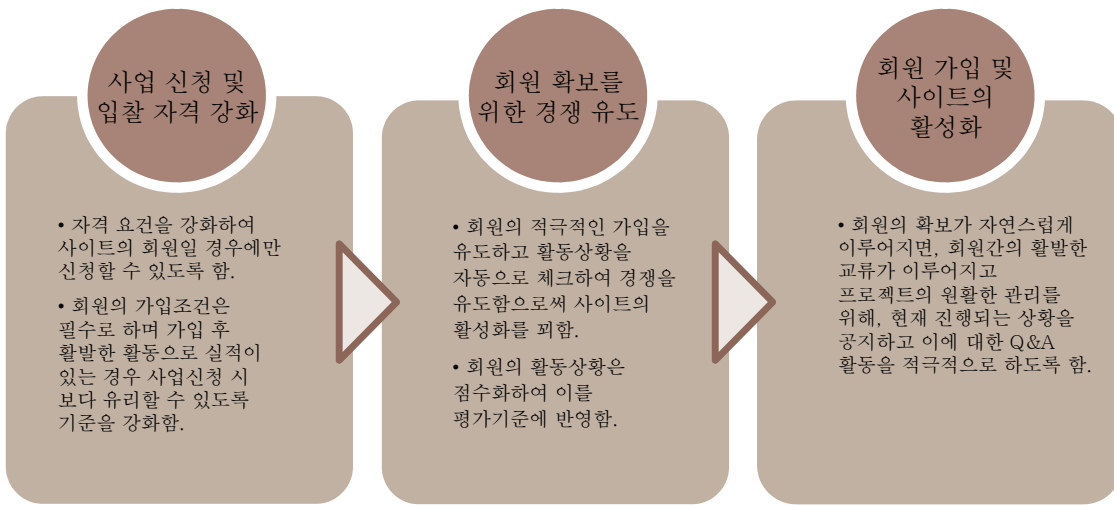 사업 신청 및
입찰 자격 강화
• 자격 요건을 강화하여
사이트의 회원일 경우에만
신청할 수 있도록 함.
• 회원의 가입조건은
필수로 하며 가입 후
활발한 활동으로 실적이
있는 경우 사업신청 시
보다 유리할 수 있도록
기준을 강화함.
회원 확보를
위한 경쟁 유도
• 회원의 적극적인 가입을
유도하고 활동상황을
자동으로 체크하여 경쟁을
유도함으로써 사이트의
활성화를 꾀함.
• 회원의 활동상황은
점수화하여 이를
평가기준에 반영함.
회원 가입 및
사이트의
활성화
• 회원의 확보가 자연스럽게
이루어지면, 회원간의 활발한
교류가 이루어지고
프로젝트의 원활한 관리를
위해, 현재 진행되는 상황을
공지하고 이에 대한 Q&A
활동을 적극적으로 하도록 함.